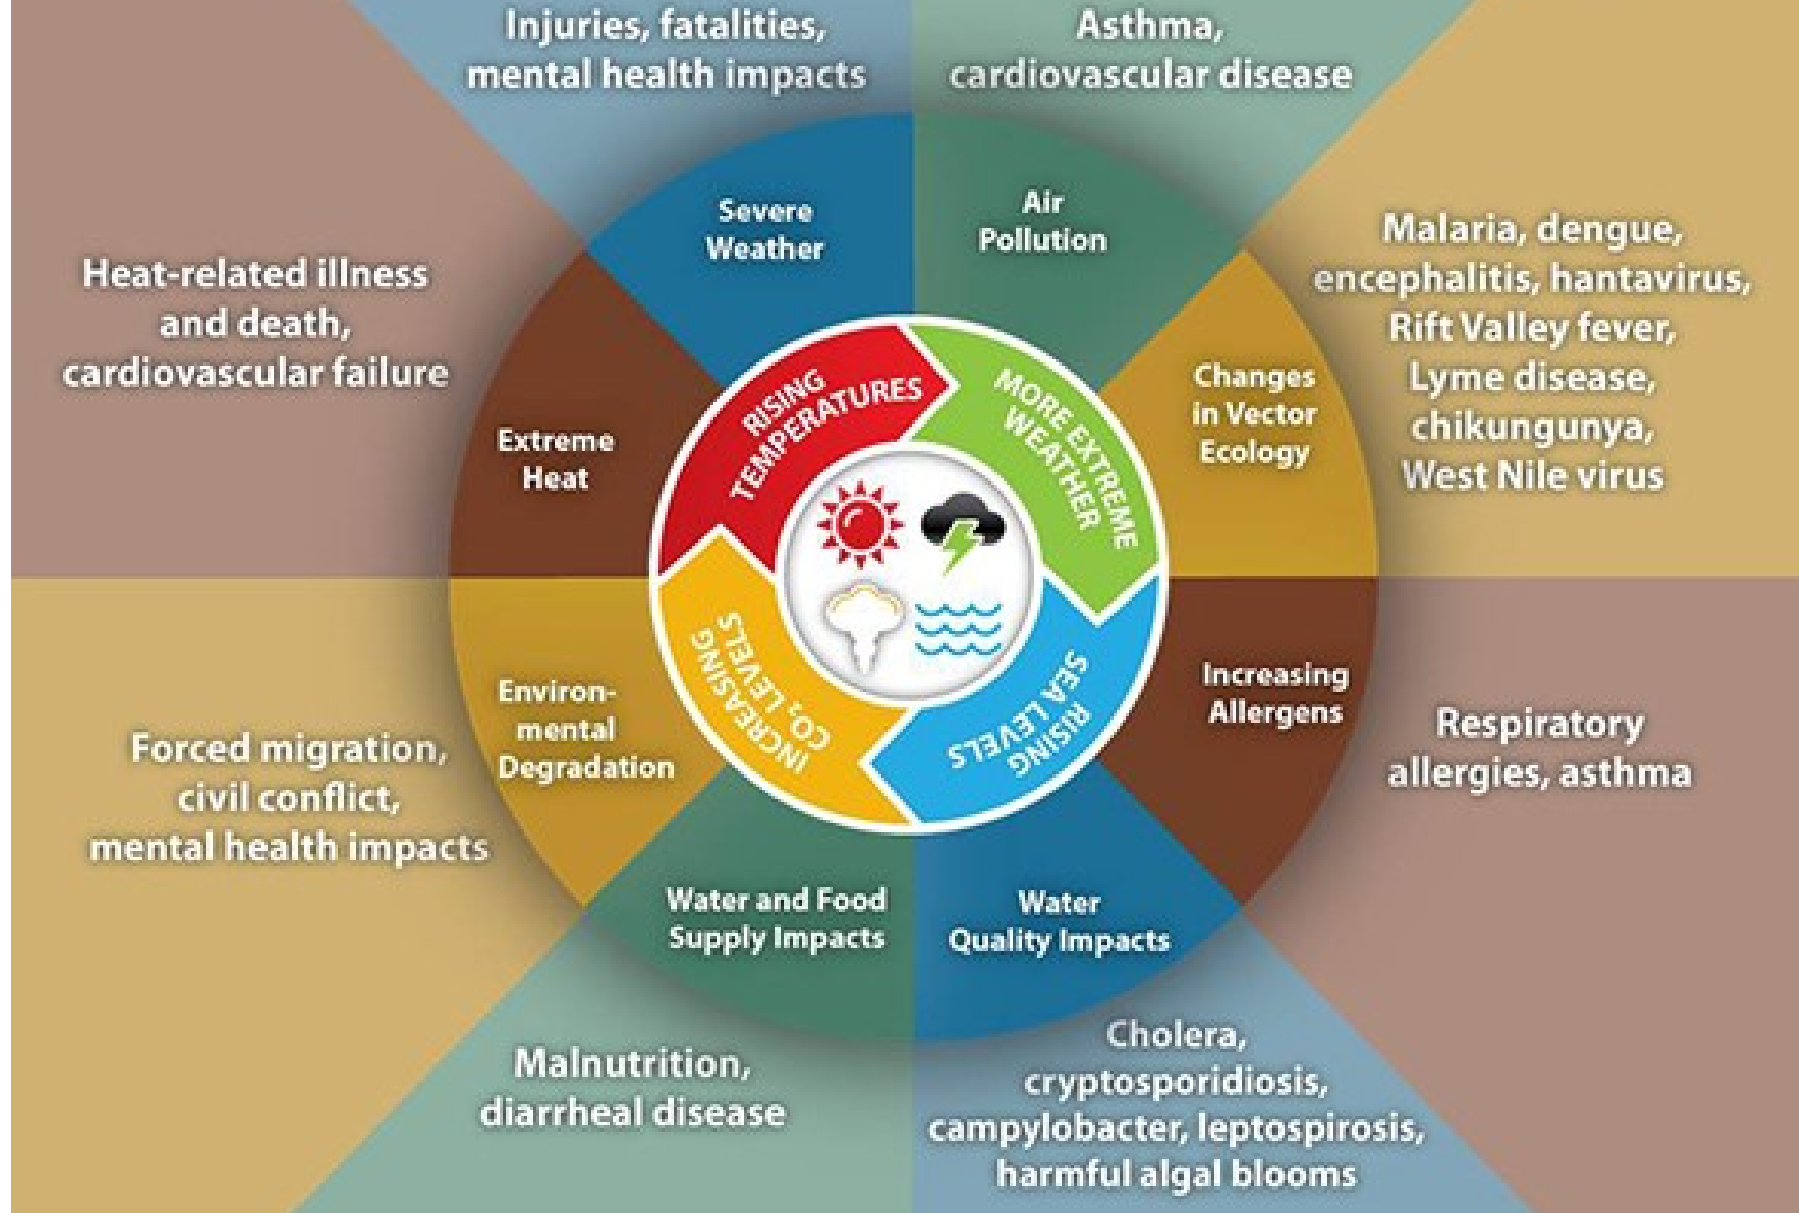 Injuries, fatalities,
mental health impacts
Asthma,
cardiovascular disease
Severe
Weather
Air
Pollution
Heat-related illness
and death,
cardiovascular failure
Malaria, dengue,
encephalitis, hantavirus,
Rift Valley fever,
Lyme disease,
chikungunya,
West Nile virus
Extreme
Heat
Changes
in Vector
Ecology
RISING
TEMPERATURES
MORE EXTREME
WEATHER
INCREASING
CO₂ LEVELS
RISING
SEA LEVELS
Environ-
mental
Degradation
Increasing
Allergens
Forced migration,
civil conflict,
mental health impacts
Respiratory
allergies, asthma
Water and Food
Supply Impacts
Water
Quality Impacts
Malnutrition,
diarrheal disease
Cholera,
cryptosporidiosis,
campylobacter, leptospirosis,
harmful algal blooms